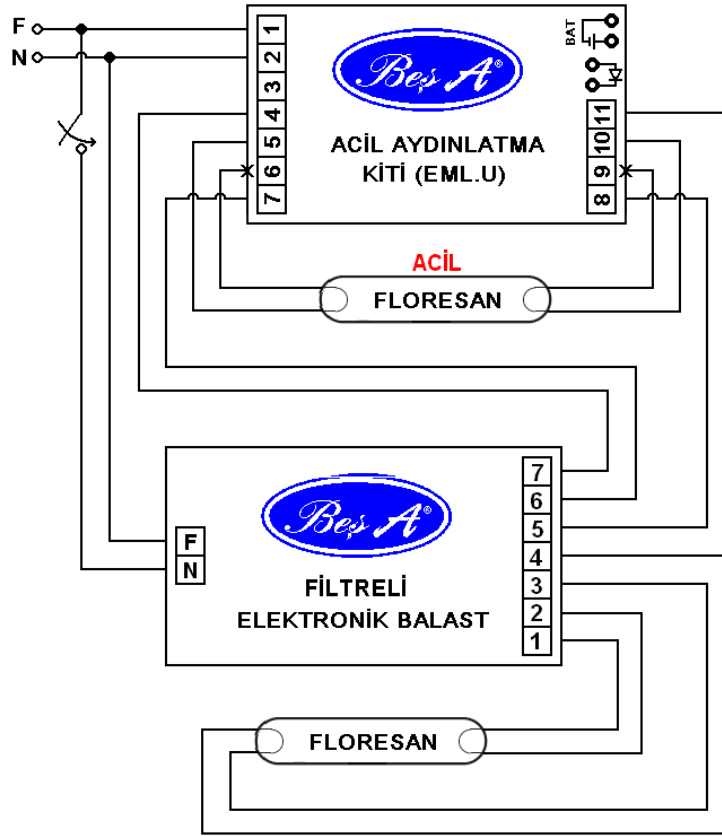 F
N
1
2
3
4
5
6
7
Beş A®
BAT
11
10
9
8
ACİL AYDINLATMA
KİTİ (EML.U)
ACİL
FLORESAN
Beş A®
F
N
7
6
5
4
3
2
1
FİLTRELİ
ELEKTRONİK BALAST
FLORESAN